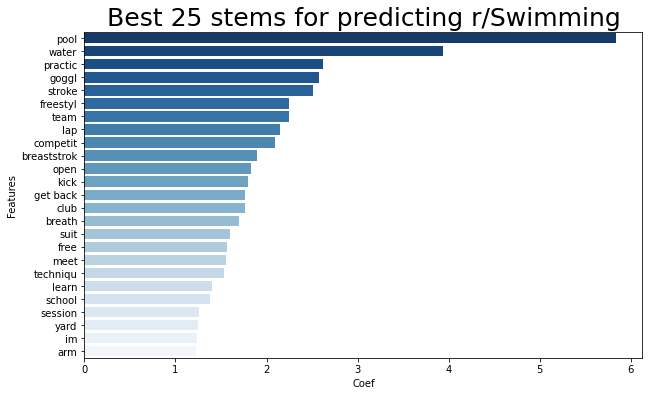 Best 25 stems for predicting r/Swimming
pool
water
practic
goggl
stroke
freestyl
team
lap
competit
breaststrok
open
kick
get back
club
breath
suit
free
meet
techniqu
learn
school
session
yard
im
arm
Features
0 1 2 3 4 5 6
Coef